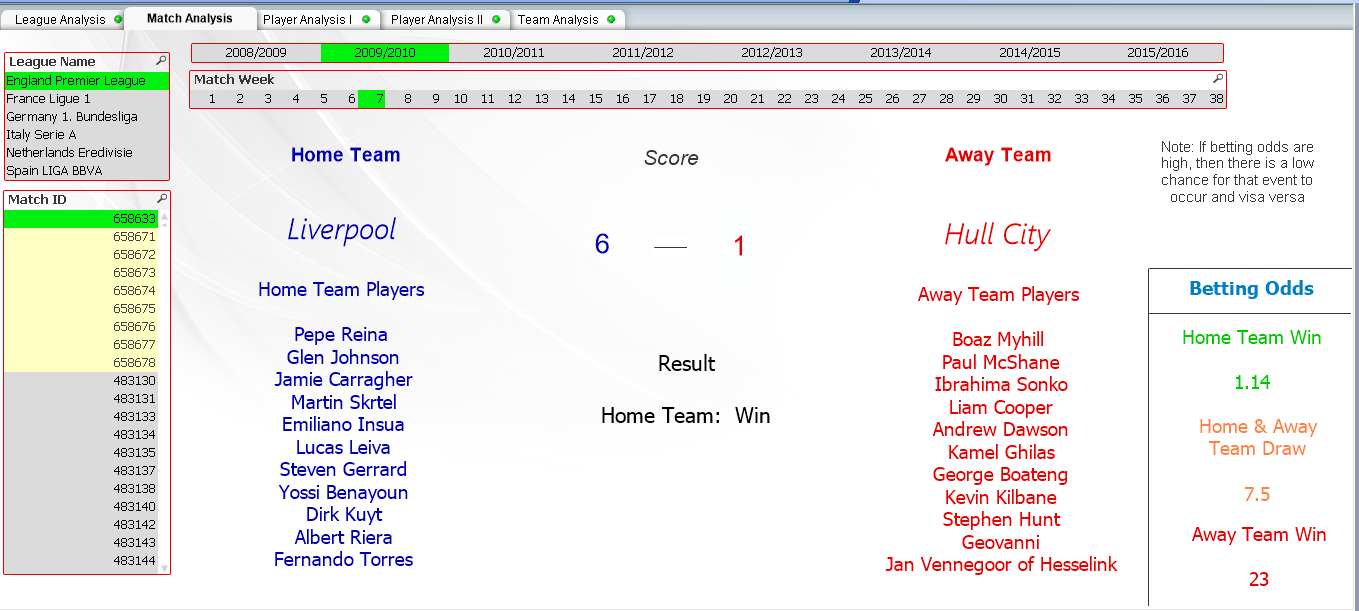 League Analysis
Match Analysis
Player Analysis I
Player Analysis II
Team Analysis
2008/2009 2009/2010 2010/2011 2011/2012 2012/2013 2013/2014 2014/2015 2015/2016
League Name
England Premier League
France Ligue 1
Germany 1. Bundesliga
Italy Serie A
Netherlands Eredivisie
Spain LIGA BBVA
Match Week
1 2 3 4 5 6 7 8 9 10 11 12 13 14 15 16 17 18 19 20 21 22 23 24 25 26 27 28 29 30 31 32 33 34 35 36 37 38
Match ID
658633
658671
658672
658673
658674
658675
658676
658677
658678
483130
483131
483133
483134
483135
483137
483138
483140
483142
483143
483144
Home Team
Liverpool
Home Team Players
Pepe Reina
Glen Johnson
Jamie Carragher
Martin Skrtel
Emiliano Insua
Lucas Leiva
Steven Gerrard
Yossi Benayoun
Dirk Kuyt
Albert Riera
Fernando Torres
Score
6 — 1
Result
Home Team: Win
Away Team
Hull City
Away Team Players
Boaz Myhill
Paul McShane
Ibrahima Sonko
Liam Cooper
Andrew Dawson
Kamel Ghilas
George Boateng
Kevin Kilbane
Stephen Hunt
Geovanni
Jan Vennegoor of Hesselink
Note: If betting odds are
high, then there is a low
chance for that event to
occur and visa versa
Betting Odds
Home Team Win
1.14
Home & Away
Team Draw
7.5
Away Team Win
23